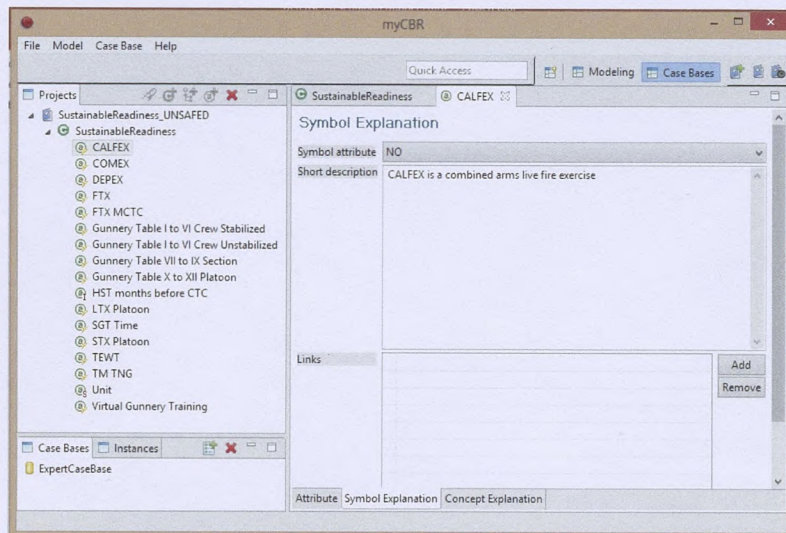 myCBR
File Model Case Base Help
Quick Access
Modeling
Case Bases
Projects
SustainableReadiness_UNSAFED
SustainableReadiness
CALFEX
COMEX
DEPEX
FTX
FTX MCTC
Gunnery Table I to VI Crew Stabilized
Gunnery Table I to VI Crew Unstabilized
Gunnery Table VII to IX Section
Gunnery Table X to XII Platoon
HST months before CTC
LTX Platoon
SGT Time
STX Platoon
TEWT
TM TNG
Unit
Virtual Gunnery Training
Case Bases Instances
ExpertCaseBase
SustainableReadiness CALFEX
Symbol Explanation
Symbol attribute NO
Short description CALFEX is a combined arms live fire exercise
Links
Add
Remove
Attribute Symbol Explanation Concept Explanation